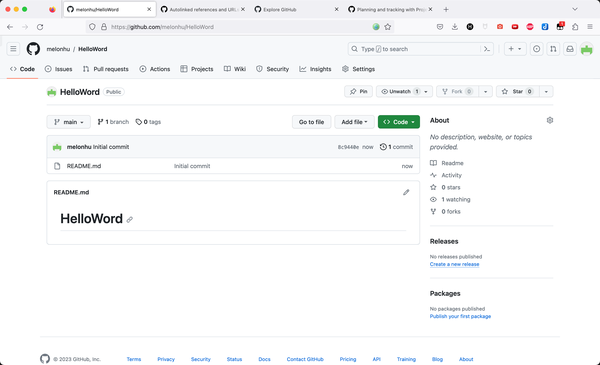 melonhu/HelloWord
Autolinked references and URL
Explore GitHub
Planning and tracking with Proj
https://github.com/melonhu/HelloWord
melonhu / HelloWord
Type / to search
Code
Issues
Pull requests
Actions
Projects
Wiki
Security
Insights
Settings
HelloWord Public
Pin
Unwatch 1
Fork 0
Star 0
main
1 branch
0 tags
Go to file
Add file
Code
melonhu Initial commit
8c9440e now
1 commit
README.md Initial commit now
README.md
HelloWord
About
No description, website, or topics
provided.
Readme
Activity
0 stars
1 watching
0 forks
Releases
No releases published
Create a new release
Packages
No packages published
Publish your first package
© 2023 GitHub, Inc.
Terms
Privacy
Security
Status
Docs
Contact GitHub
Pricing
API
Training
Blog
About